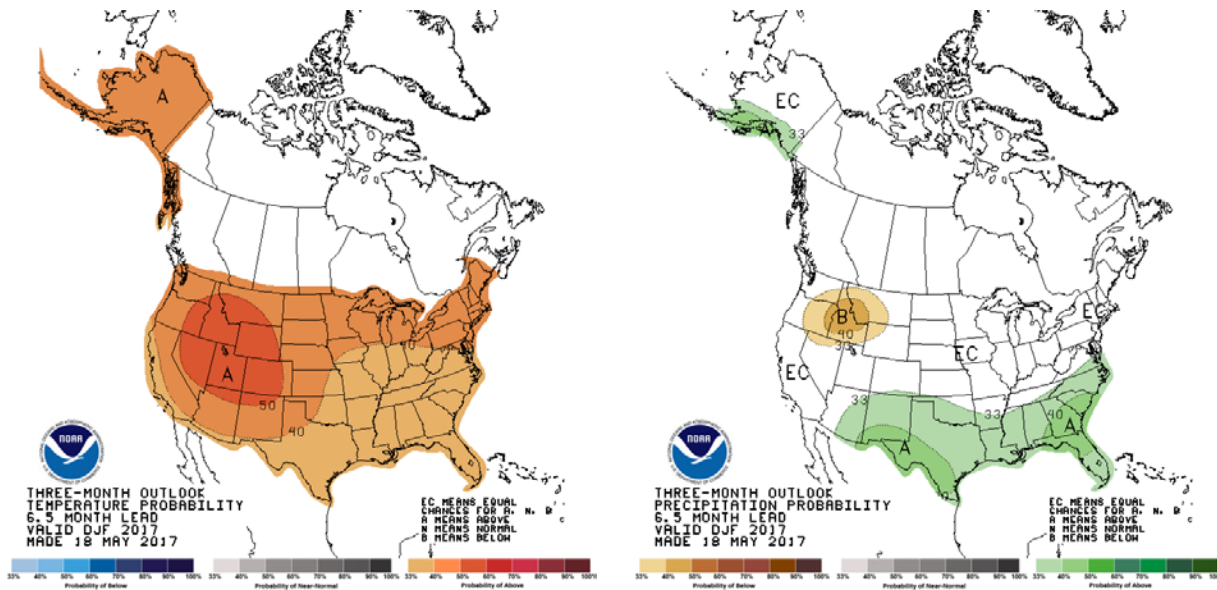 A
A
50
40
40
NOAA
THREE-MONTH OUTLOOK
TEMPERATURE PROBABILITY
6.5 MONTH LEAD
VALID DJF 2017
MADE 18 MAY 2017
EC MEANS EQUAL
CHANCES FOR A, N, B
A MEANS ABOVE
N MEANS NORMAL
B MEANS BELOW
33% 40% 50% 60% 70% 80% 90% 100%
Probability of Below
33% 40% 50% 60% 70% 80% 90% 100%
Probability of Near-Normal
33% 40% 50% 60% 70% 80% 90% 100%
Probability of Above
EC
33
B
40
33
EC
EC
EC
33
33
40
A
A
NOAA
THREE-MONTH OUTLOOK
PRECIPITATION PROBABILITY
6.5 MONTH LEAD
VALID DJF 2017
MADE 18 MAY 2017
EC MEANS EQUAL
CHANCES FOR A, N, B
A MEANS ABOVE
N MEANS NORMAL
B MEANS BELOW
33% 40% 50% 60% 70% 80% 90% 100%
Probability of Below
33% 40% 50% 60% 70% 80% 90% 100%
Probability of Near-Normal
33% 40% 50% 60% 70% 80% 90% 100%
Probability of Above